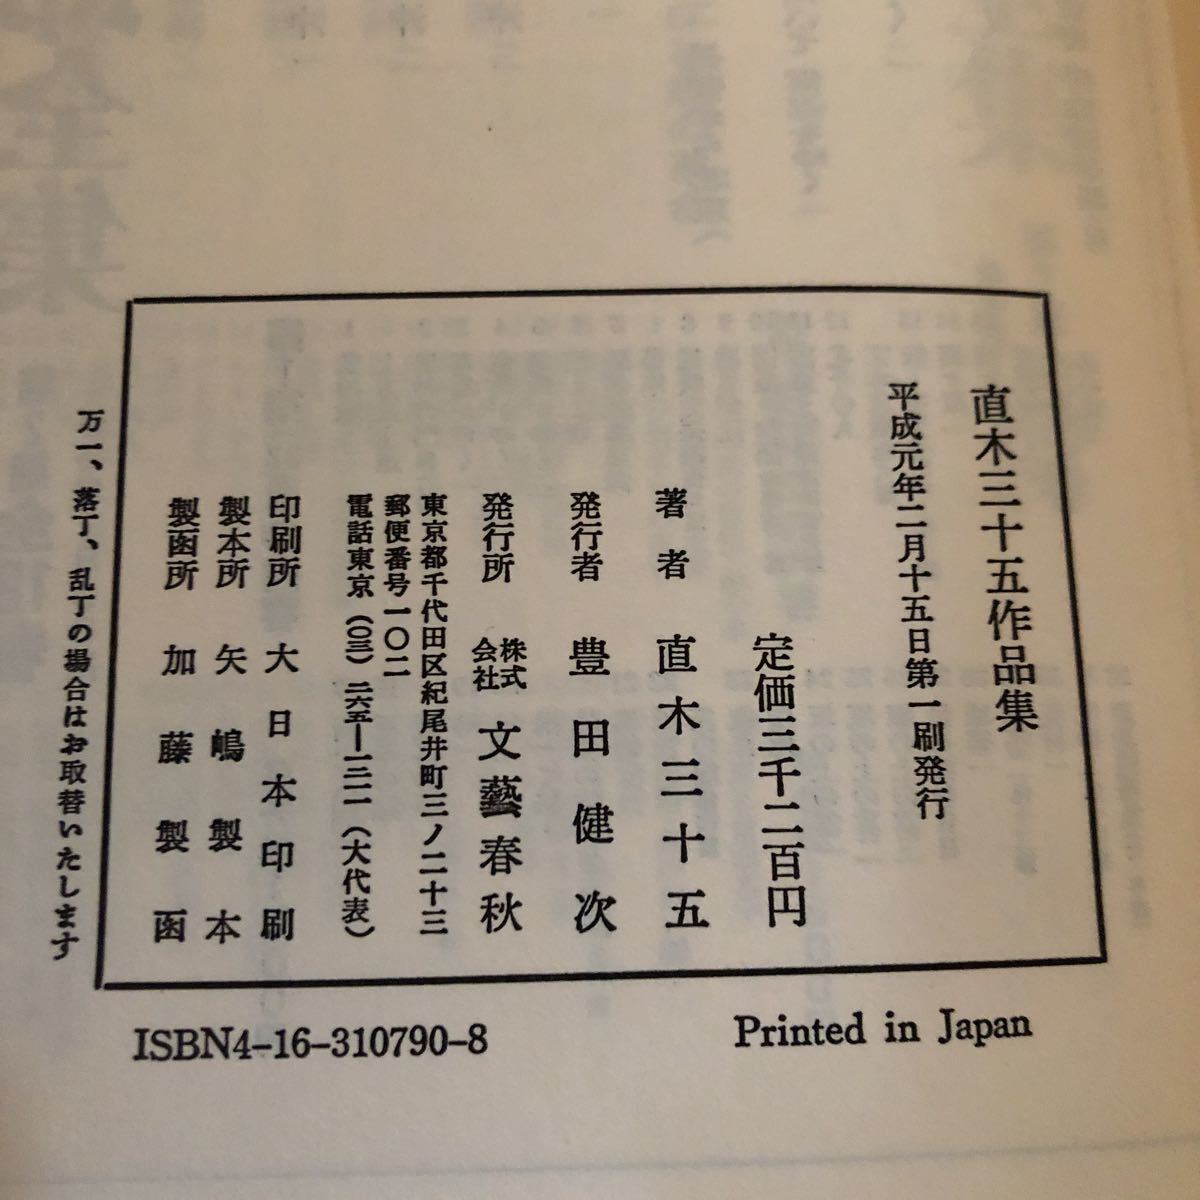 直木三十五作品集
平成元年二月十五日第一刷発行
定価三千二百円
著者 直木三十五
発行者 豊田健次
発行所 株式会社 文藝春秋
東京都千代田区紀尾井町三ノ二十三
郵便番号一〇二
電話東京(〇三)二六五―一二一一(大代表)
印刷所 大日本印刷
製本所 矢嶋製本
製函所 加藤製函
万一、落丁、乱丁の場合はお取替いたします
ISBN4-16-310790-8
Printed in Japan